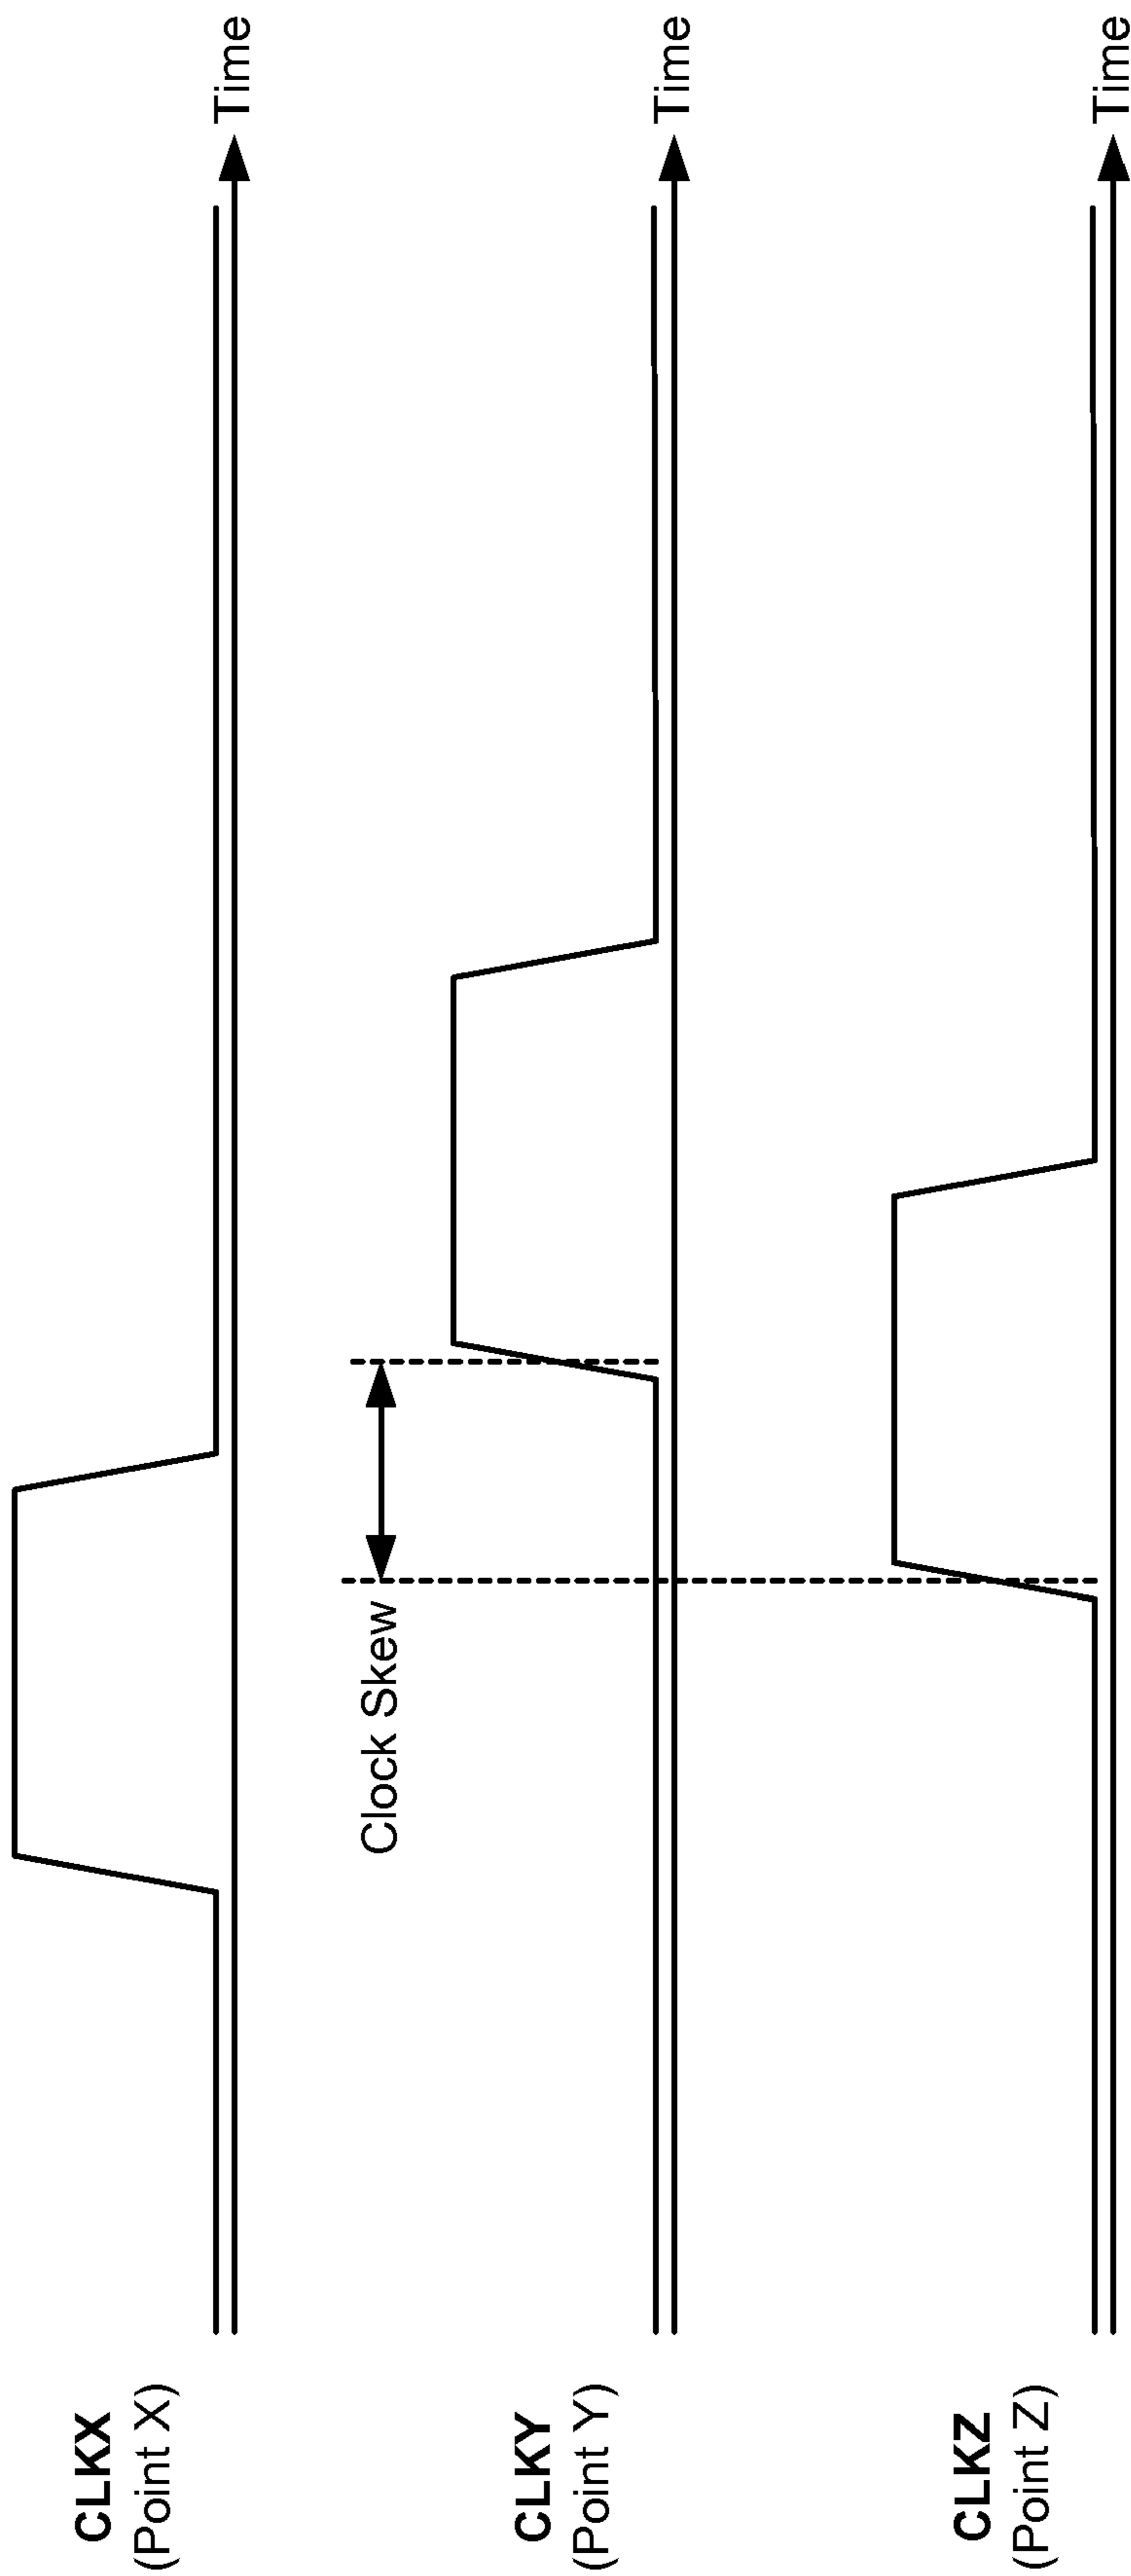 CLKX
(Point X)
Time
Clock Skew
CLKY
(Point Y)
Time
CLKZ
(Point Z)
Time